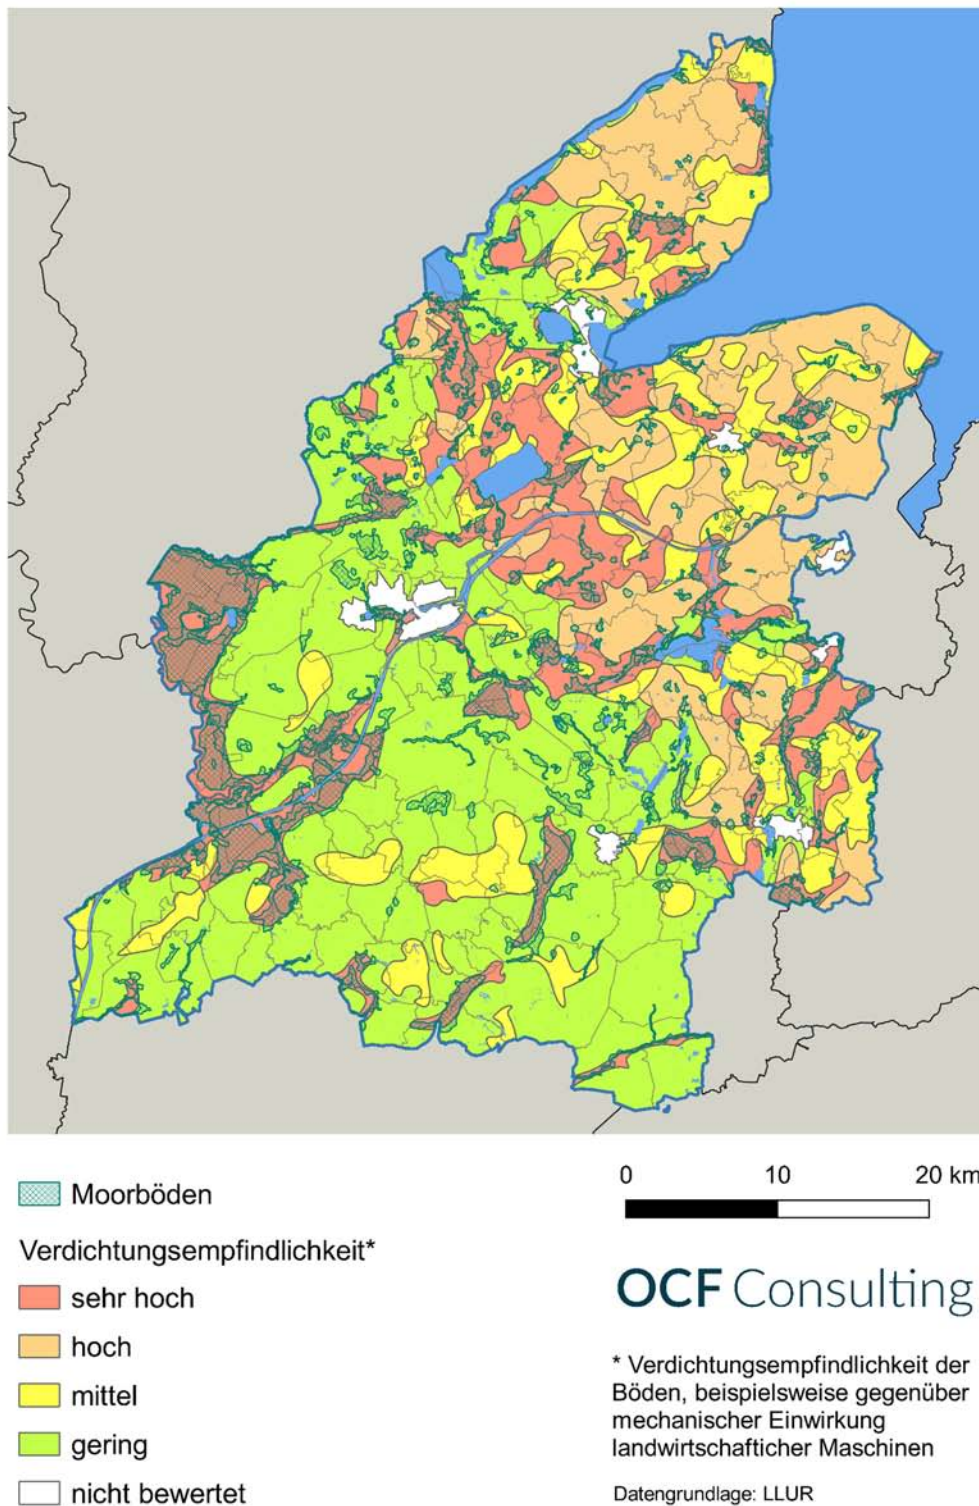 Moorböden
Verdichtungsempfindlichkeit*
sehr hoch
hoch
mittel
gering
nicht bewertet
0 10 20 km
OCF Consulting
* Verdichtungsempfindlichkeit der
Böden, beispielsweise gegenüber
mechanischer Einwirkung
landwirtschafticher Maschinen
Datengrundlage: LLUR